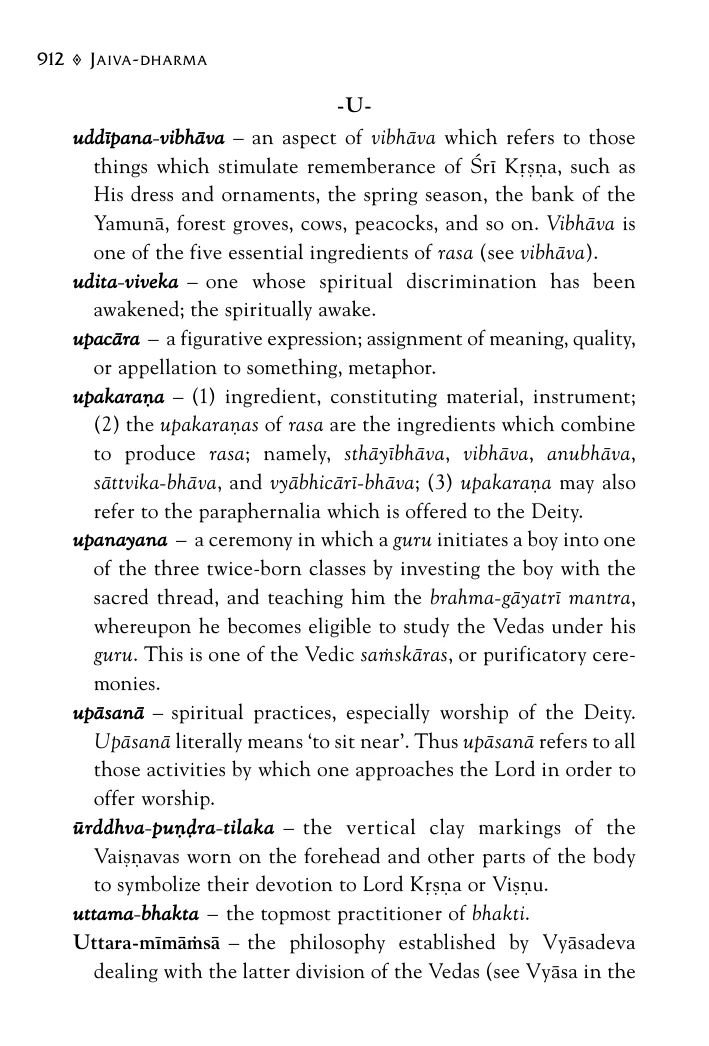 912 ◊ Jaiva-dharma
-U-
uddīpana-vibhāva – an aspect of vibhāva which refers to those
things which stimulate rememberance of Śrī Kṛṣṇa, such as
His dress and ornaments, the spring season, the bank of the
Yamunā, forest groves, cows, peacocks, and so on. Vibhāva is
one of the five essential ingredients of rasa (see vibhāva).
udita-viveka – one whose spiritual discrimination has been
awakened; the spiritually awake.
upacāra – a figurative expression; assignment of meaning, quality,
or appellation to something, metaphor.
upakaraṇa – (1) ingredient, constituting material, instrument;
(2) the upakaraṇas of rasa are the ingredients which combine
to produce rasa; namely, sthāyībhāva, vibhāva, anubhāva,
sāttvika-bhāva, and vyābhicārī-bhāva; (3) upakaraṇa may also
refer to the paraphernalia which is offered to the Deity.
upanayana – a ceremony in which a guru initiates a boy into one
of the three twice-born classes by investing the boy with the
sacred thread, and teaching him the brahma-gāyatrī mantra,
whereupon he becomes eligible to study the Vedas under his
guru. This is one of the Vedic saṁskāras, or purificatory cere-
monies.
upāsanā – spiritual practices, especially worship of the Deity.
Upāsanā literally means ‘to sit near’. Thus upāsanā refers to all
those activities by which one approaches the Lord in order to
offer worship.
ūrddhva-puṇḍra-tilaka – the vertical clay markings of the
Vaiṣṇavas worn on the forehead and other parts of the body
to symbolize their devotion to Lord Kṛṣṇa or Viṣṇu.
uttama-bhakta – the topmost practitioner of bhakti.
Uttara-mīmāṁsā – the philosophy established by Vyāsadeva
dealing with the latter division of the Vedas (see Vyāsa in the